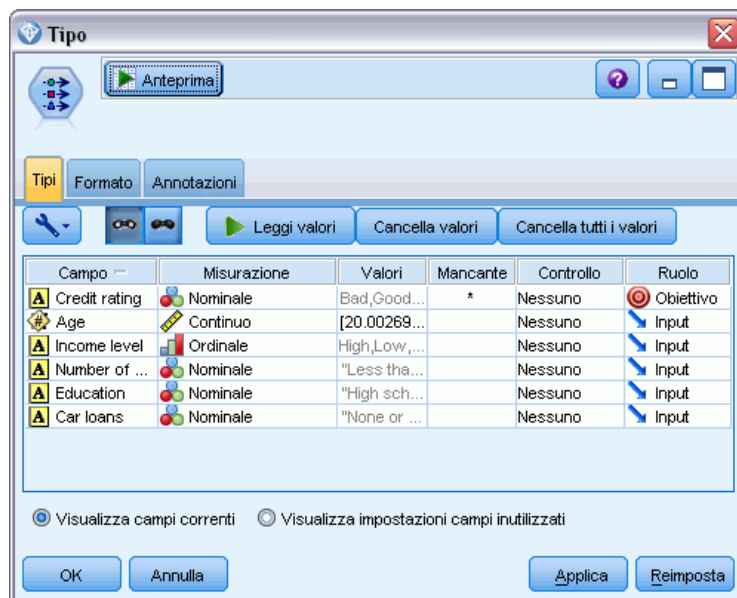 Tipo
Anteprima
Tipi Formato Annotazioni
Leggi valori Cancella valori Cancella tutti i valori
Campo Misurazione Valori Mancante Controllo Ruolo
A Credit rating Nominale Bad,Good... * Nessuno Obiettivo
# Age Continuo [20.00269... Nessuno Input
A Income level Ordinale High,Low,... Nessuno Input
A Number of ... Nominale "Less tha... Nessuno Input
A Education Nominale "High sch... Nessuno Input
A Car loans Nominale "None or ... Nessuno Input
Visualizza campi correnti Visualizza impostazioni campi inutilizzati
OK Annulla Applica Reimposta